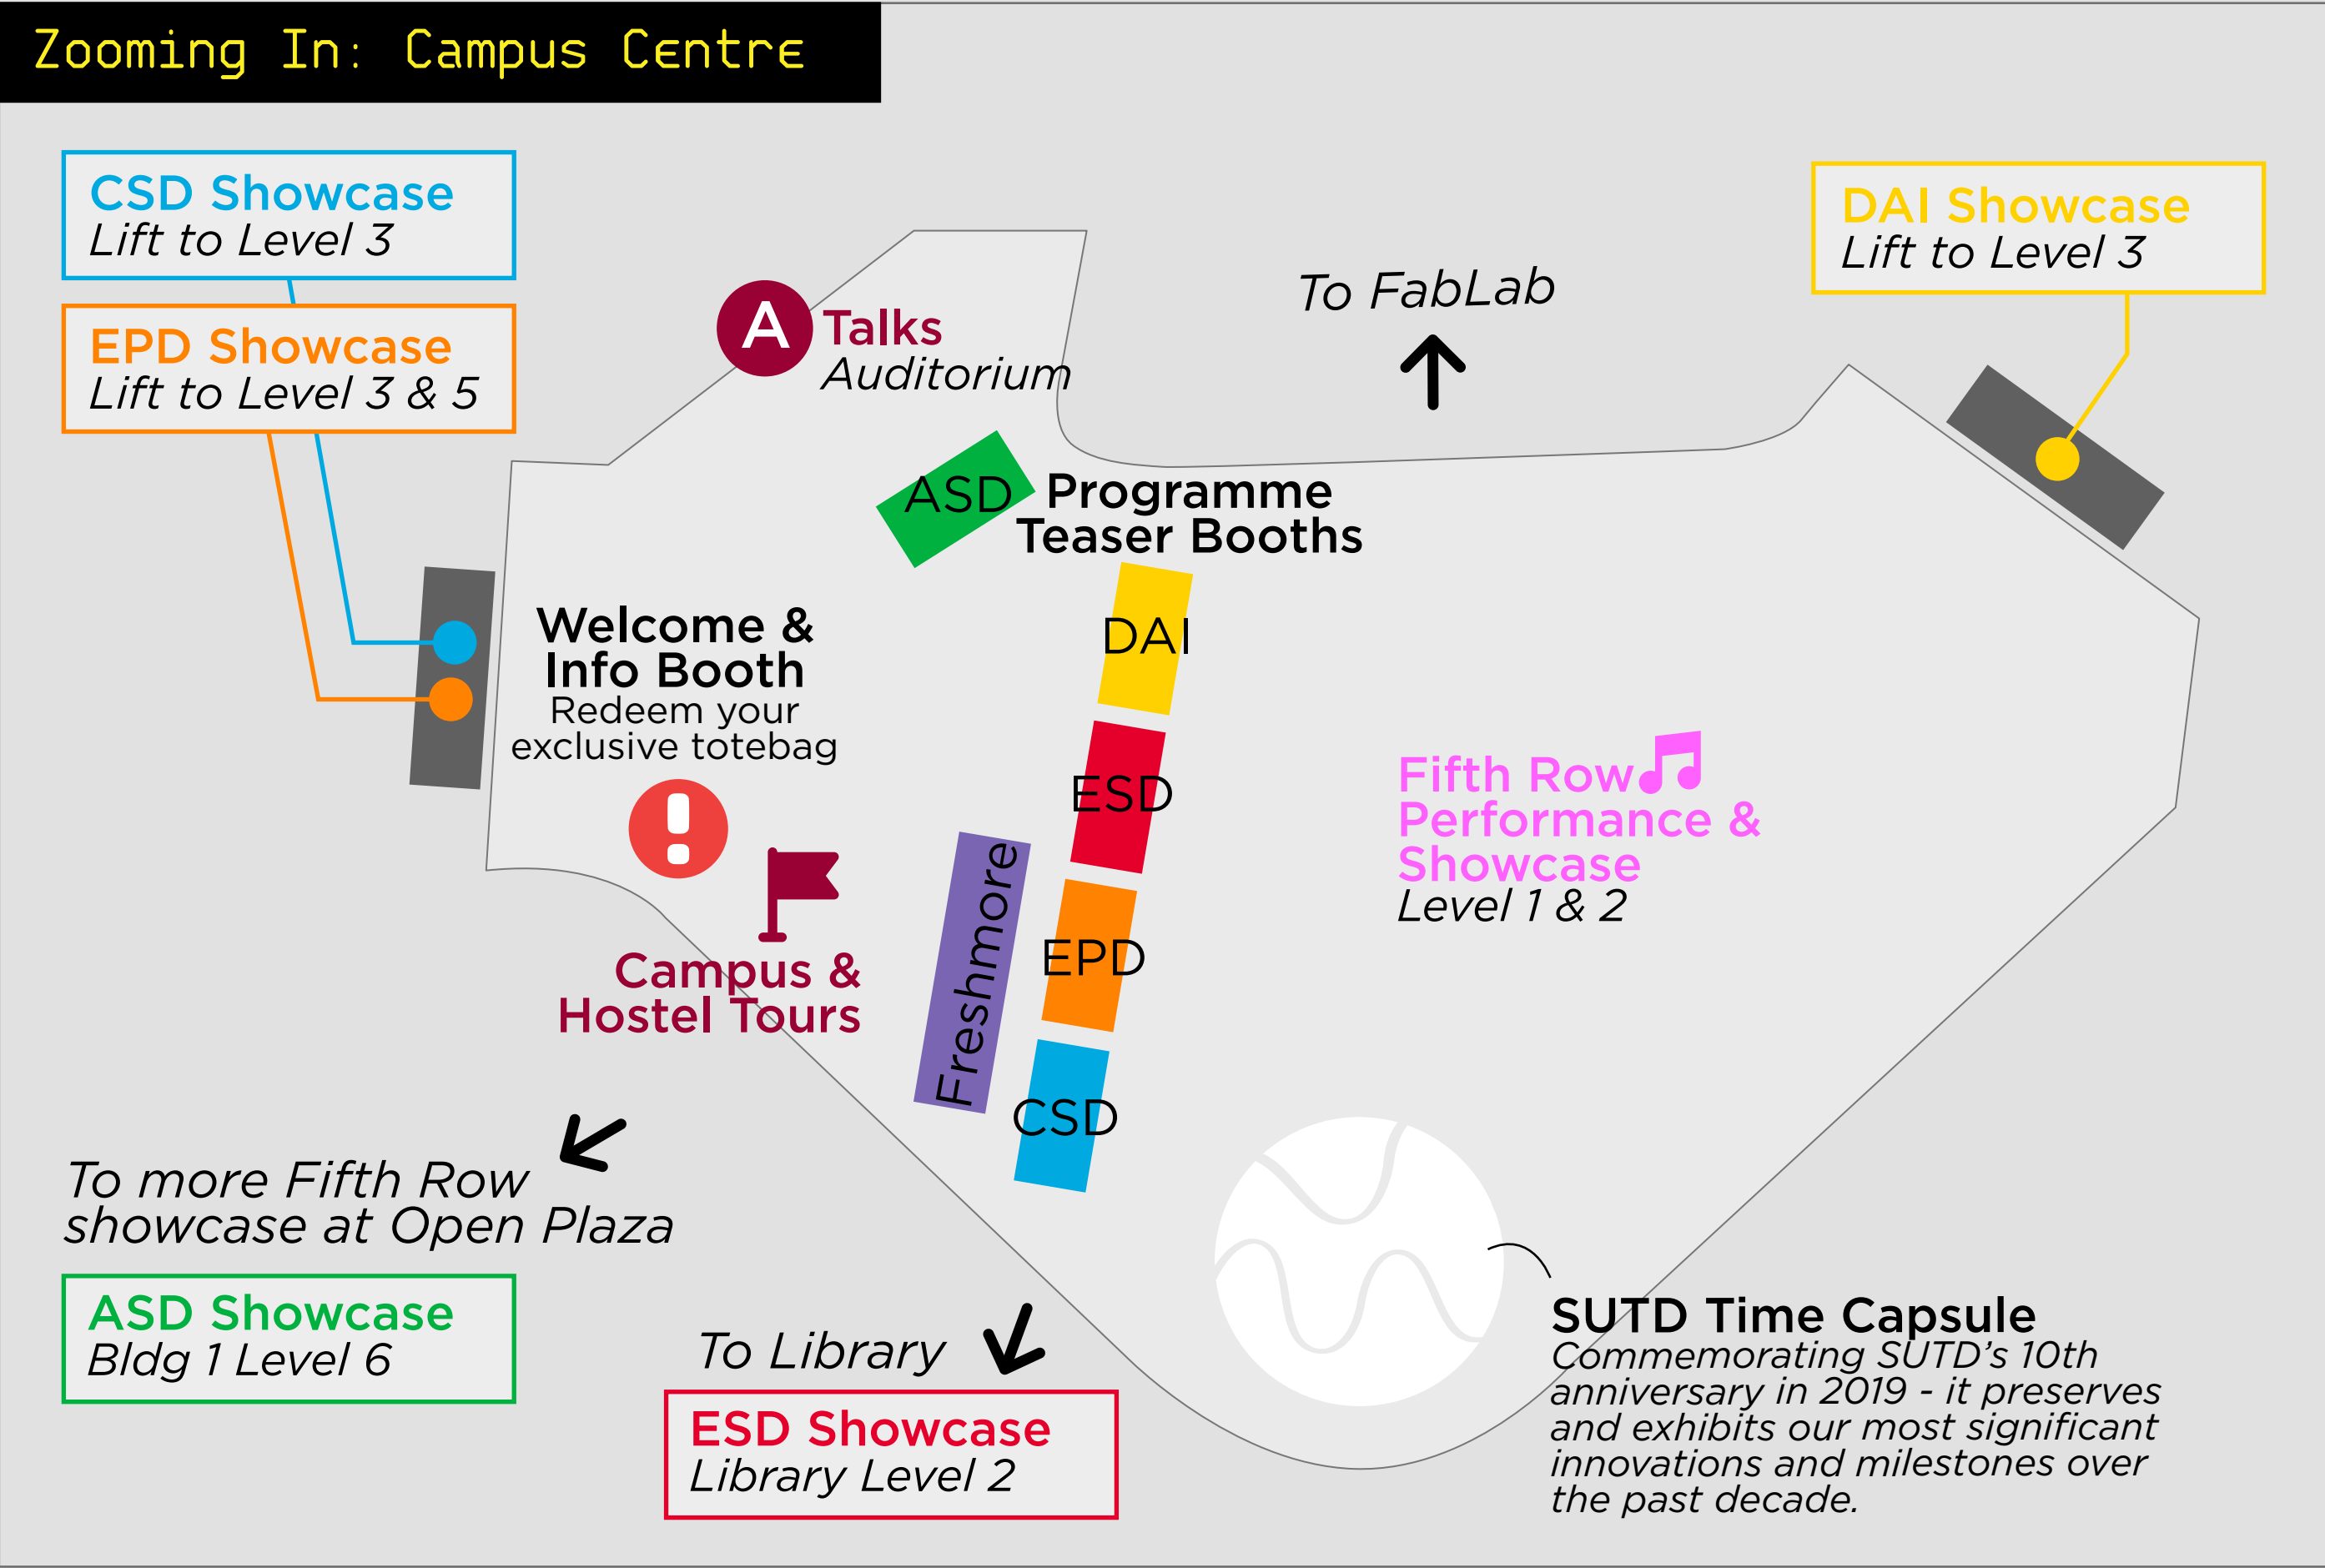 Zooming In: Campus Centre
CSD Showcase
Lift to Level 3
EPD Showcase
Lift to Level 3 & 5
DAI Showcase
Lift to Level 3
A
Talks
Auditorium
To FabLab
ASD
Programme
Teaser Booths
DAI
ESD
EPD
CSD
Freshmore
Welcome &
Info Booth
Redeem your
exclusive totebag
Campus &
Hostel Tours
Fifth Row
Performance &
Showcase
Level 1 & 2
To more Fifth Row
showcase at Open Plaza
ASD Showcase
Bldg 1 Level 6
To Library
ESD Showcase
Library Level 2
SUTD Time Capsule
Commemorating SUTD's 10th
anniversary in 2019 - it preserves
and exhibits our most significant
innovations and milestones over
the past decade.